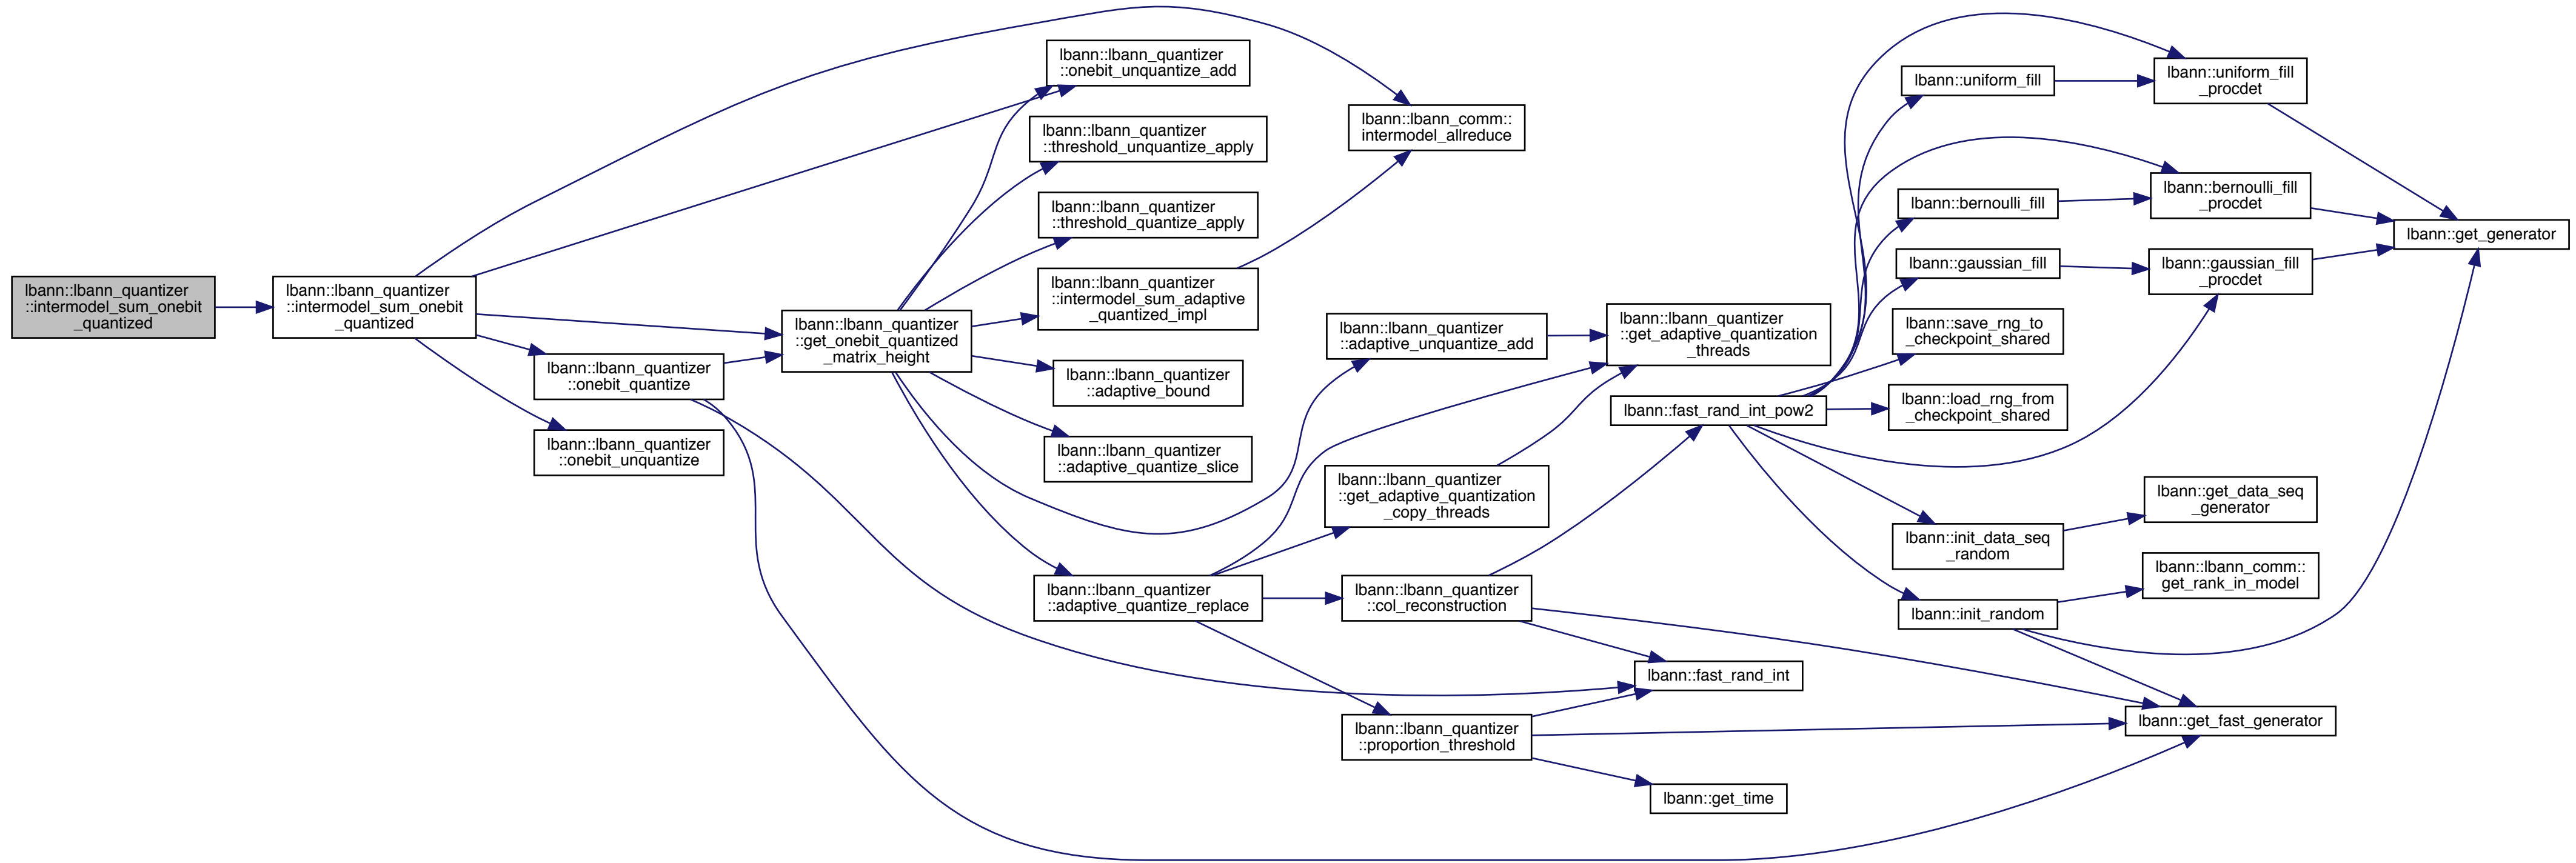 lbann::lbann_quantizer
::intermodel_sum_onebit
_quantized
lbann::lbann_quantizer
::intermodel_sum_onebit
_quantized
lbann::lbann_quantizer
::onebit_quantize
lbann::lbann_quantizer
::onebit_unquantize
lbann::lbann_quantizer
::get_onebit_quantized
_matrix_height
lbann::lbann_quantizer
::onebit_unquantize_add
lbann::lbann_quantizer
::threshold_unquantize_apply
lbann::lbann_quantizer
::threshold_quantize_apply
lbann::lbann_quantizer
::intermodel_sum_adaptive
_quantized_impl
lbann::lbann_quantizer
::adaptive_bound
lbann::lbann_quantizer
::adaptive_quantize_slice
lbann::lbann_quantizer
::adaptive_quantize_replace
lbann::lbann_comm::
intermodel_allreduce
lbann::lbann_quantizer
::adaptive_unquantize_add
lbann::lbann_quantizer
::get_adaptive_quantization
_copy_threads
lbann::lbann_quantizer
::col_reconstruction
lbann::lbann_quantizer
::proportion_threshold
lbann::lbann_quantizer
::get_adaptive_quantization
_threads
lbann::fast_rand_int_pow2
lbann::fast_rand_int
lbann::get_time
lbann::uniform_fill
lbann::bernoulli_fill
lbann::gaussian_fill
lbann::save_rng_to
_checkpoint_shared
lbann::load_rng_from
_checkpoint_shared
lbann::init_data_seq
_random
lbann::init_random
lbann::uniform_fill
_procdet
lbann::bernoulli_fill
_procdet
lbann::gaussian_fill
_procdet
lbann::get_data_seq
_generator
lbann::lbann_comm::
get_rank_in_model
lbann::get_fast_generator
lbann::get_generator